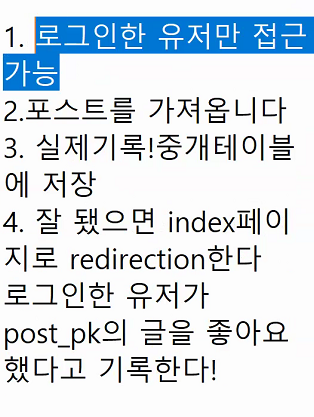 1. 로그인한 유저만 접근
가능
2.포스트를 가져옵니다
3. 실제기록!중개테이블
에 저장
4. 잘 됐으면 index페이
지로 redirection한다
로그인한 유저가
post_pk의 글을 좋아요
했다고 기록한다!